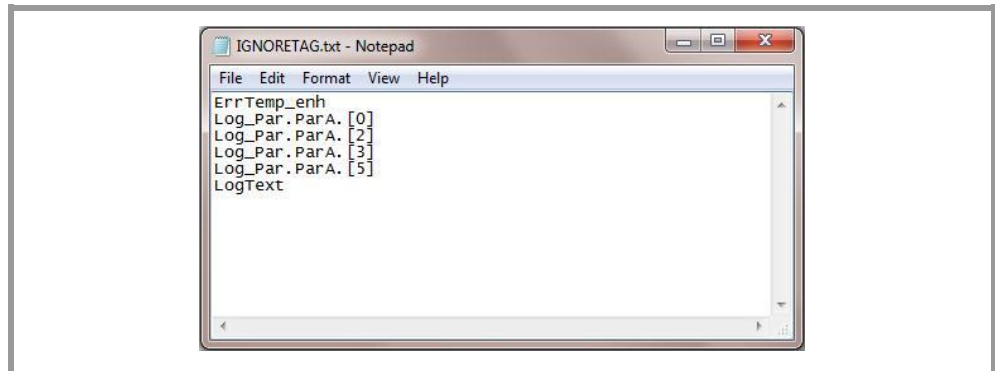 IGNORETAG.txt - Notepad
File Edit Format View Help
ErrTemp_enh
Log_Par.ParA.[0]
Log_Par.ParA.[2]
Log_Par.ParA.[3]
Log_Par.ParA.[5]
LogText